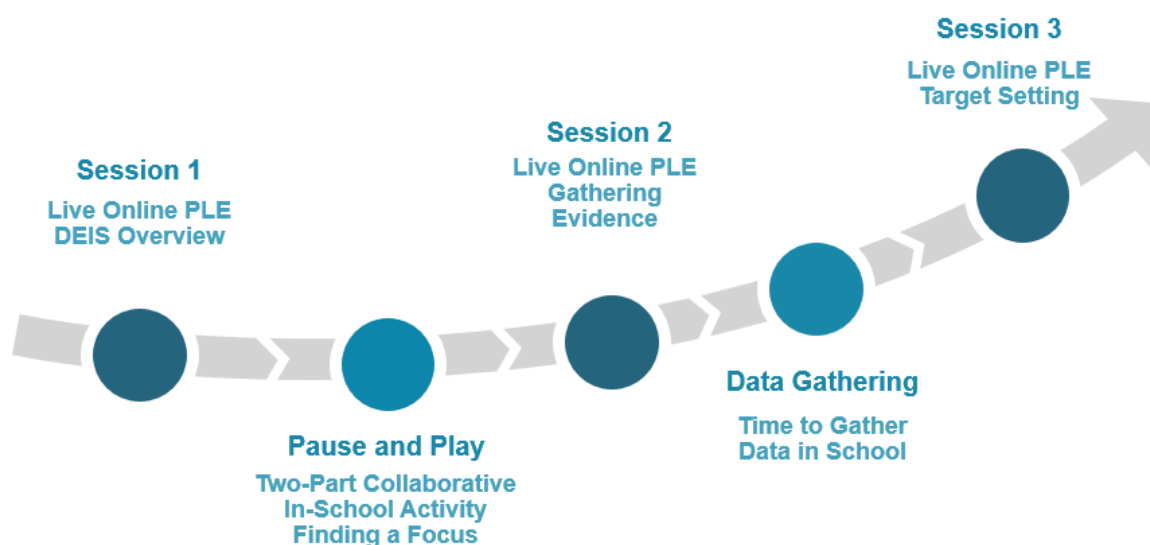 Session 1
Live Online PLE
DEIS Overview
Pause and Play
Two-Part Collaborative
In-School Activity
Finding a Focus
Session 2
Live Online PLE
Gathering
Evidence
Data Gathering
Time to Gather
Data in School
Session 3
Live Online PLE
Target Setting